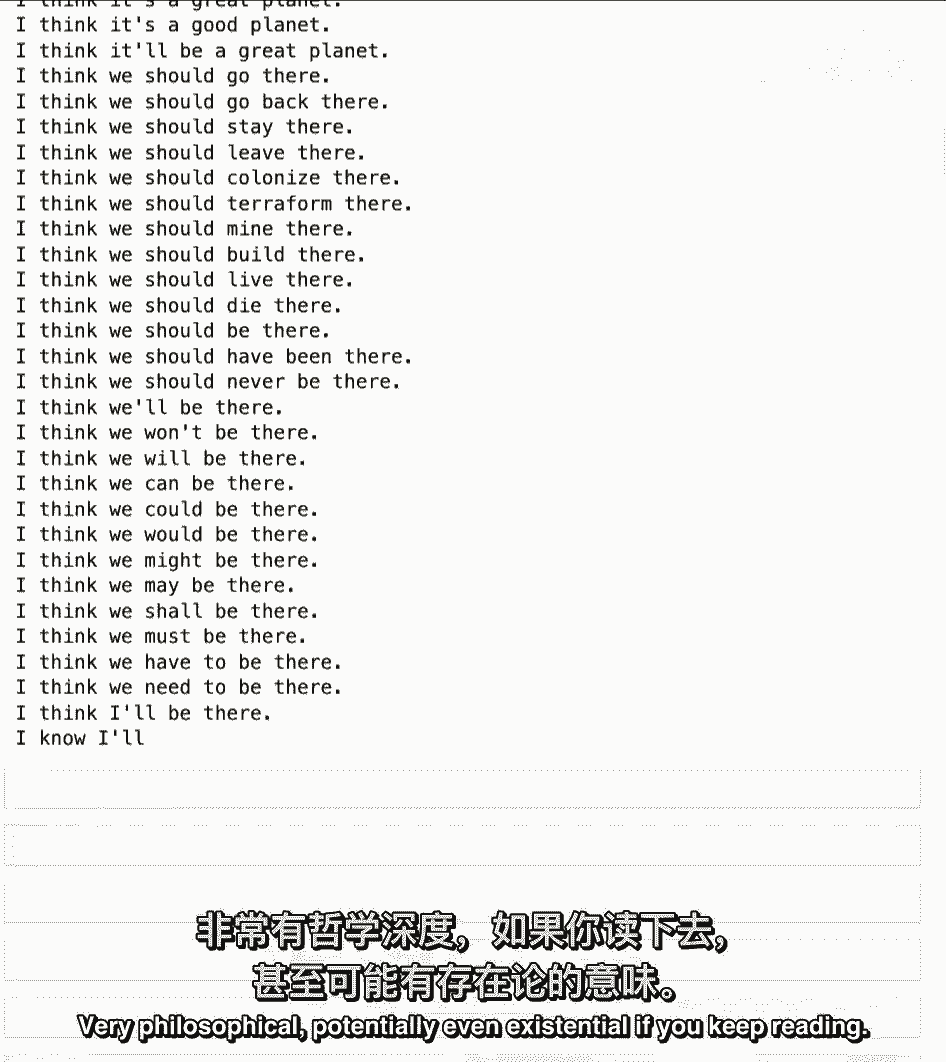 I think it's a great planet.
I think it's a good planet.
I think it'll be a great planet.
I think we should go there.
I think we should go back there.
I think we should stay there.
I think we should leave there.
I think we should colonize there.
I think we should terraform there.
I think we should mine there.
I think we should build there.
I think we should live there.
I think we should die there.
I think we should be there.
I think we should have been there.
I think we should never be there.
I think we'll be there.
I think we won't be there.
I think we will be there.
I think we can be there.
I think we could be there.
I think we would be there.
I think we might be there.
I think we may be there.
I think we shall be there.
I think we must be there.
I think we have to be there.
I think we need to be there.
I think I'll be there.
I know I'll
非常有哲学深度，如果你读下去，
甚至可能有存在论的意味。
Very philosophical, potentially even existential if you keep reading.